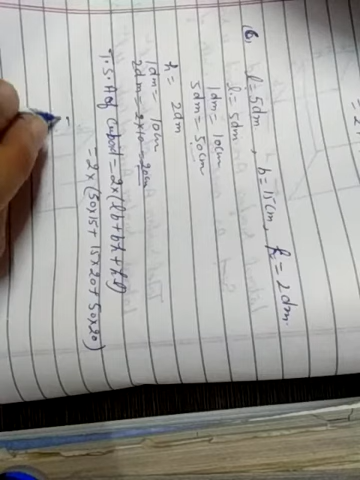 6, l = 5dm, b = 15cm, h = 2dm.
l = 5dm
1dm = 10cm
5dm = 50cm
h = 2dm
1dm = 10cm
2dm = 2×10 = 20cm
T.S.A of Cuboid = 2×(lb+bh+hl)
= 2×(50×15+15×20+50×20)